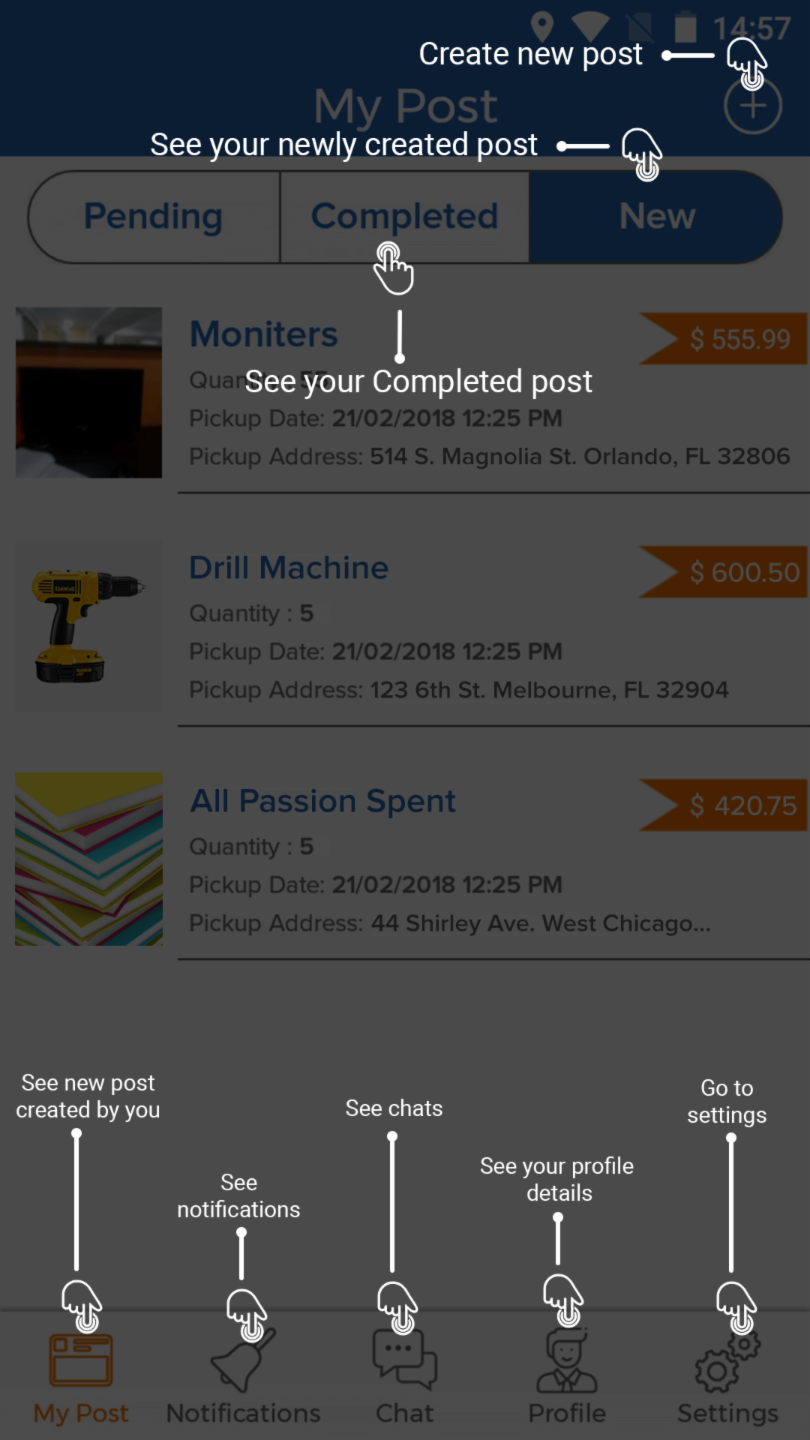 14:57
Create new post
My Post
See your newly created post
Pending Completed New
Moniters
$ 555.99
See your Completed post
Pickup Date: 21/02/2018 12:25 PM
Pickup Address: 514 S. Magnolia St. Orlando, FL 32806
Drill Machine
$ 600.50
Quantity : 5
Pickup Date: 21/02/2018 12:25 PM
Pickup Address: 123 6th St. Melbourne, FL 32904
All Passion Spent
$ 420.75
Quantity : 5
Pickup Date: 21/02/2018 12:25 PM
Pickup Address: 44 Shirley Ave. West Chicago...
See new post
created by you
See
notifications
See chats
See your profile
details
Go to
settings
My Post Notifications Chat Profile Settings